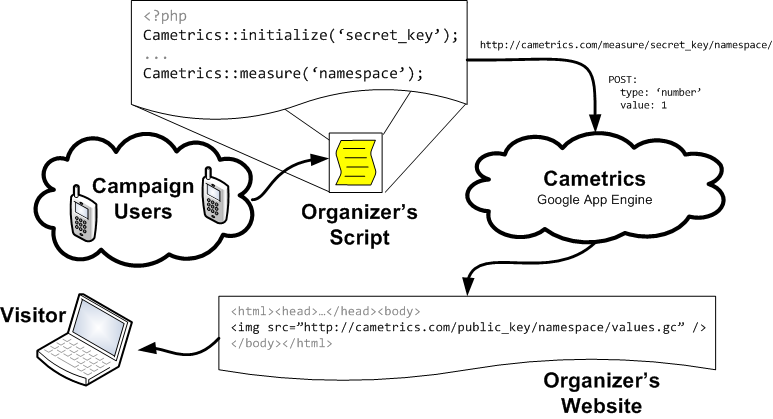 <?php
Cametrics::initialize(‘secret_key’);
...
Cametrics::measure(‘namespace’);
http://cametrics.com/measure/secret_key/namespace/
POST:
type: ‘number’
value: 1
Campaign
Users
Organizer’s
Script
Cametrics
Google App Engine
Visitor
<html><head>…</head><body>
<img src=”http://cametrics.com/public_key/namespace/values.gc” />
</body></html>
Organizer’s
Website